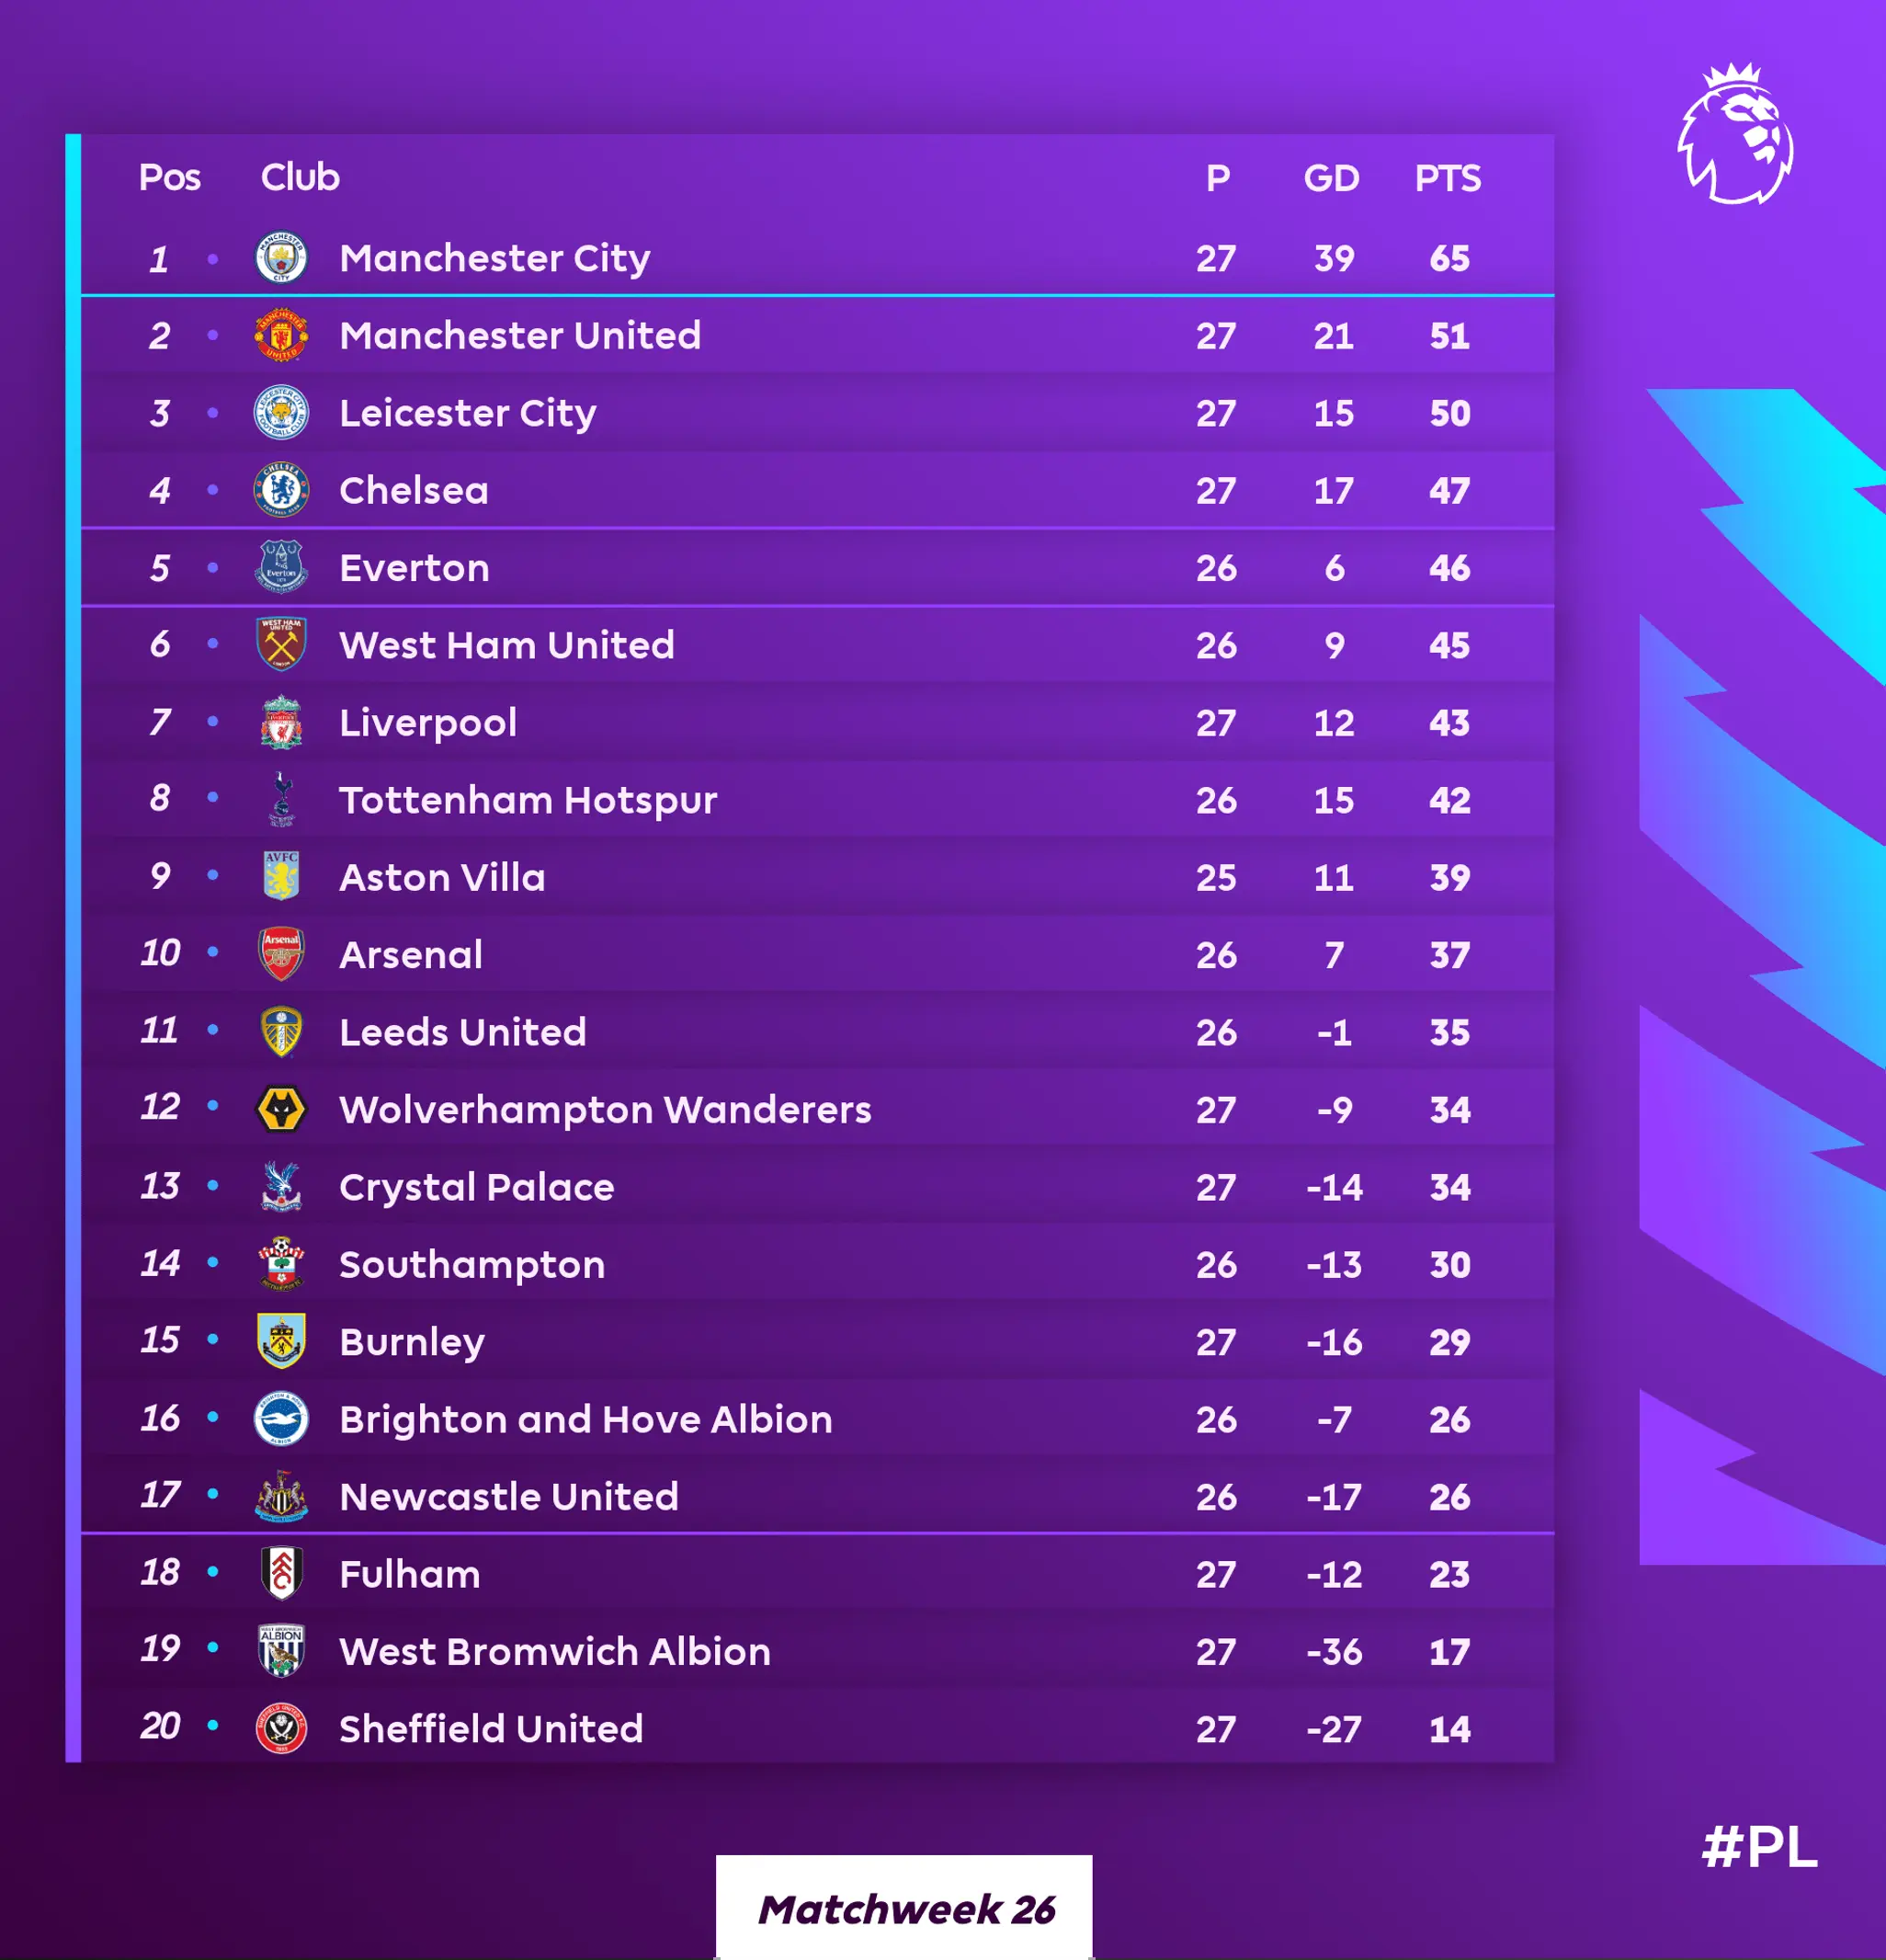 Pos Club P GD PTS
1 Manchester City 27 39 65
2 Manchester United 27 21 51
3 Leicester City 27 15 50
4 Chelsea 27 17 47
5 Everton 26 6 46
6 West Ham United 26 9 45
7 Liverpool 27 12 43
8 Tottenham Hotspur 26 15 42
9 Aston Villa 25 11 39
10 Arsenal 26 7 37
11 Leeds United 26 -1 35
12 Wolverhampton Wanderers 27 -9 34
13 Crystal Palace 27 -14 34
14 Southampton 26 -13 30
15 Burnley 27 -16 29
16 Brighton and Hove Albion 26 -7 26
17 Newcastle United 26 -17 26
18 Fulham 27 -12 23
19 West Bromwich Albion 27 -36 17
20 Sheffield United 27 -27 14
#PL
Matchweek 26